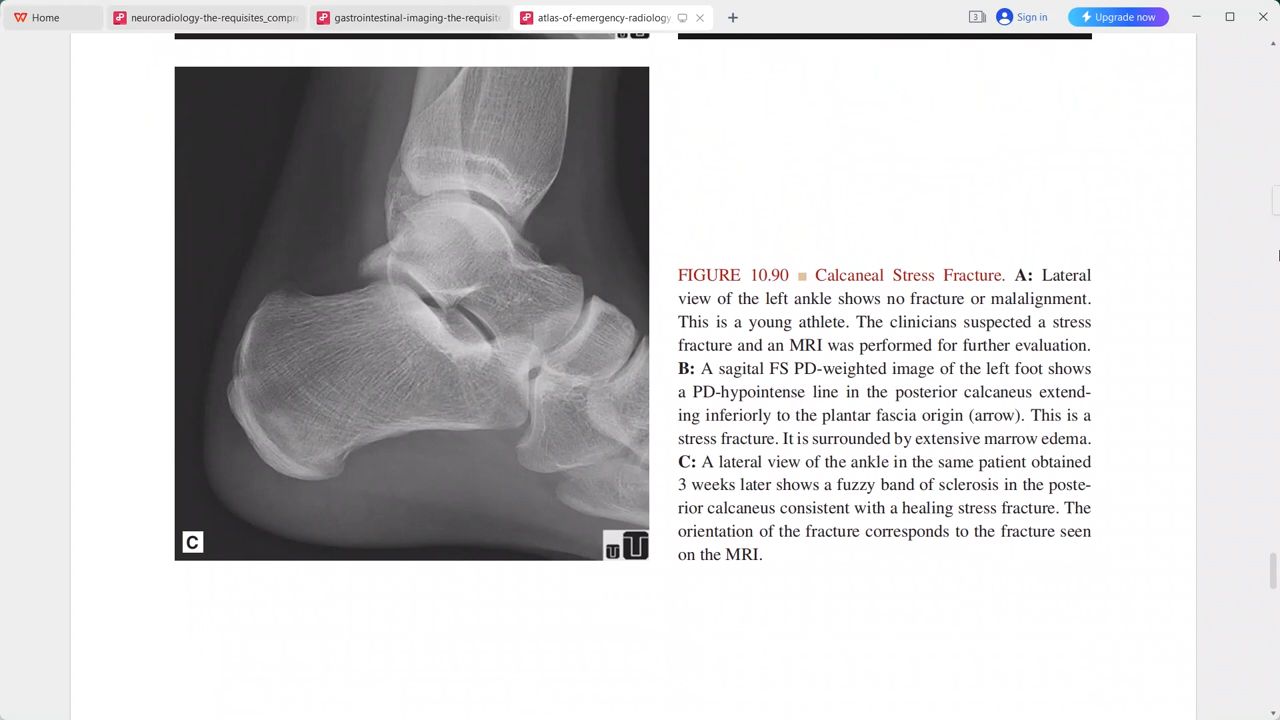 Home
neuroradiology-the-requisites_compr
gastrointestinal-imaging-the-requisite
atlas-of-emergency-radiology
3
Sign in
Upgrade now
FIGURE 10.90 ■ Calcaneal Stress Fracture. A: Lateral
view of the left ankle shows no fracture or malalignment.
This is a young athlete. The clinicians suspected a stress
fracture and an MRI was performed for further evaluation.
B: A sagital FS PD-weighted image of the left foot shows
a PD-hypointense line in the posterior calcaneus extend-
ing inferiorly to the plantar fascia origin (arrow). This is a
stress fracture. It is surrounded by extensive marrow edema.
C: A lateral view of the ankle in the same patient obtained
3 weeks later shows a fuzzy band of sclerosis in the poste-
rior calcaneus consistent with a healing stress fracture. The
orientation of the fracture corresponds to the fracture seen
on the MRI.
C